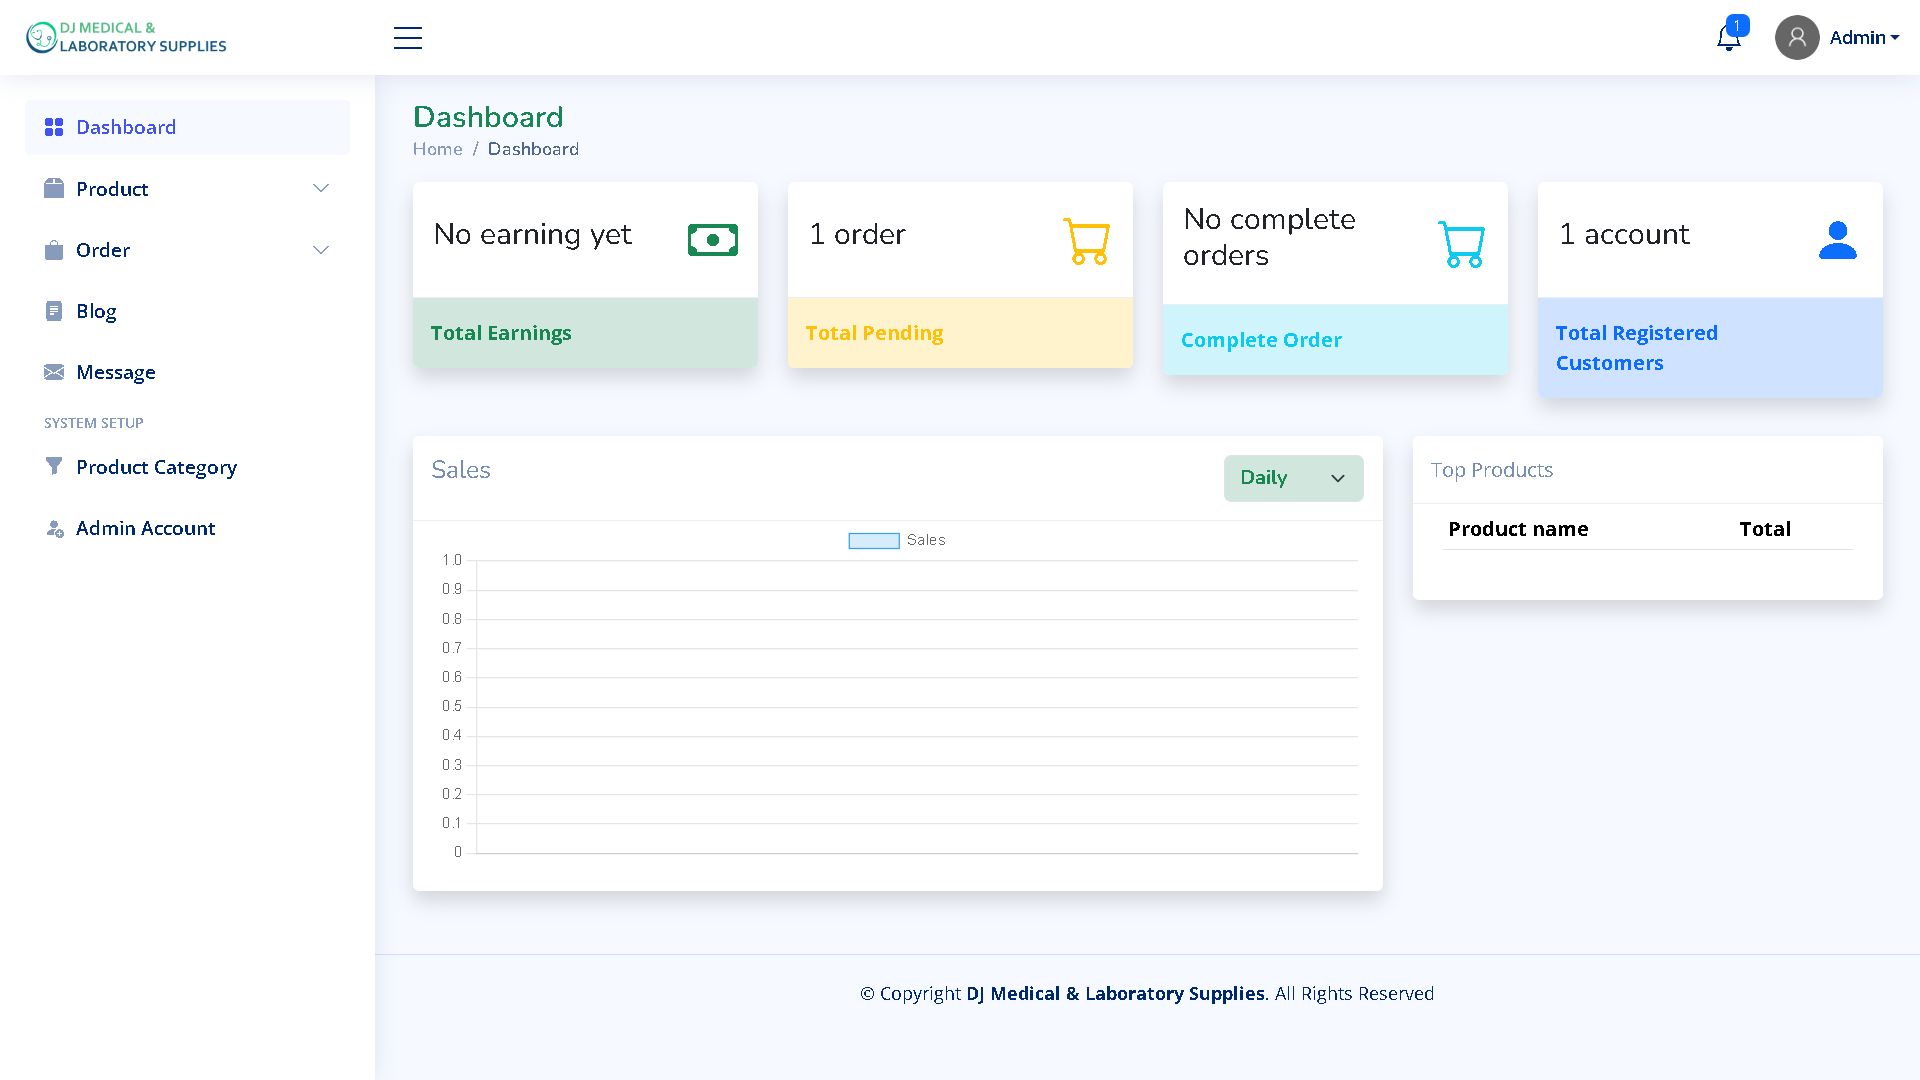 DJ MEDICAL &
LABORATORY SUPPLIES
1
Admin
Dashboard
Product
Order
Blog
Message
SYSTEM SETUP
Product Category
Admin Account
Dashboard
Home / Dashboard
No earning yet
Total Earnings
1 order
Total Pending
No complete
orders
Complete Order
1 account
Total Registered
Customers
Sales
Daily
Sales
1.0
0.9
0.8
0.7
0.6
0.5
0.4
0.3
0.2
0.1
0
Top Products
Product name Total
© Copyright DJ Medical & Laboratory Supplies. All Rights Reserved